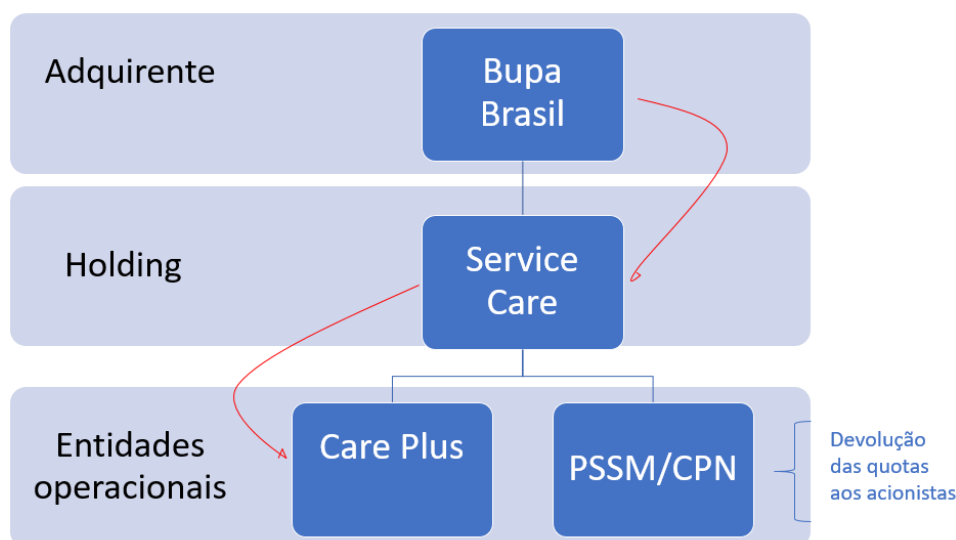 Adquirente
Bupa
Brasil
Holding
Service
Care
Entidades
operacionais
Care Plus
PSSM/CPN
Devolução
das quotas
aos acionistas